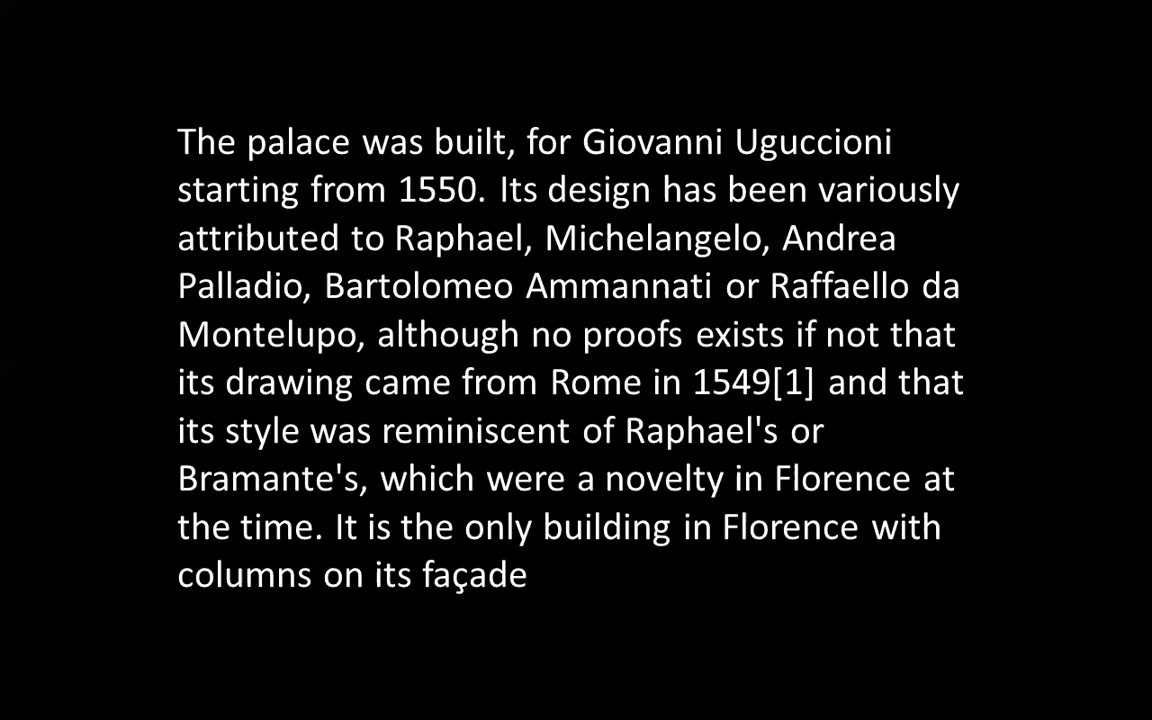 The palace was built, for Giovanni Uguccioni
starting from 1550. Its design has been variously
attributed to Raphael, Michelangelo, Andrea
Palladio, Bartolomeo Ammannati or Raffaello da
Montelupo, although no proofs exists if not that
its drawing came from Rome in 1549[1] and that
its style was reminiscent of Raphael's or
Bramante's, which were a novelty in Florence at
the time. It is the only building in Florence with
columns on its façade